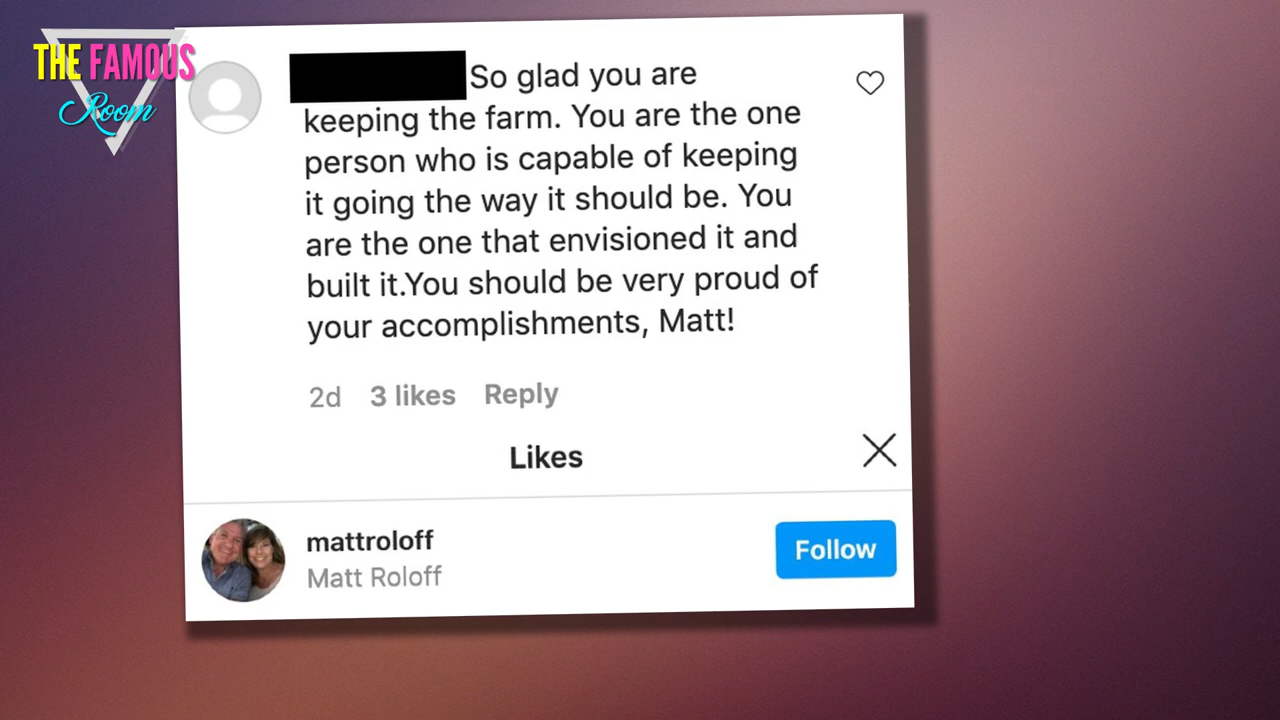 THE FAMOUS
Room
So glad you are
keeping the farm. You are the one
person who is capable of keeping
it going the way it should be. You
are the one that envisioned it and
built it.You should be very proud of
your accomplishments, Matt!
2d 3 likes Reply
Likes
mattroloff
Matt Roloff
Follow